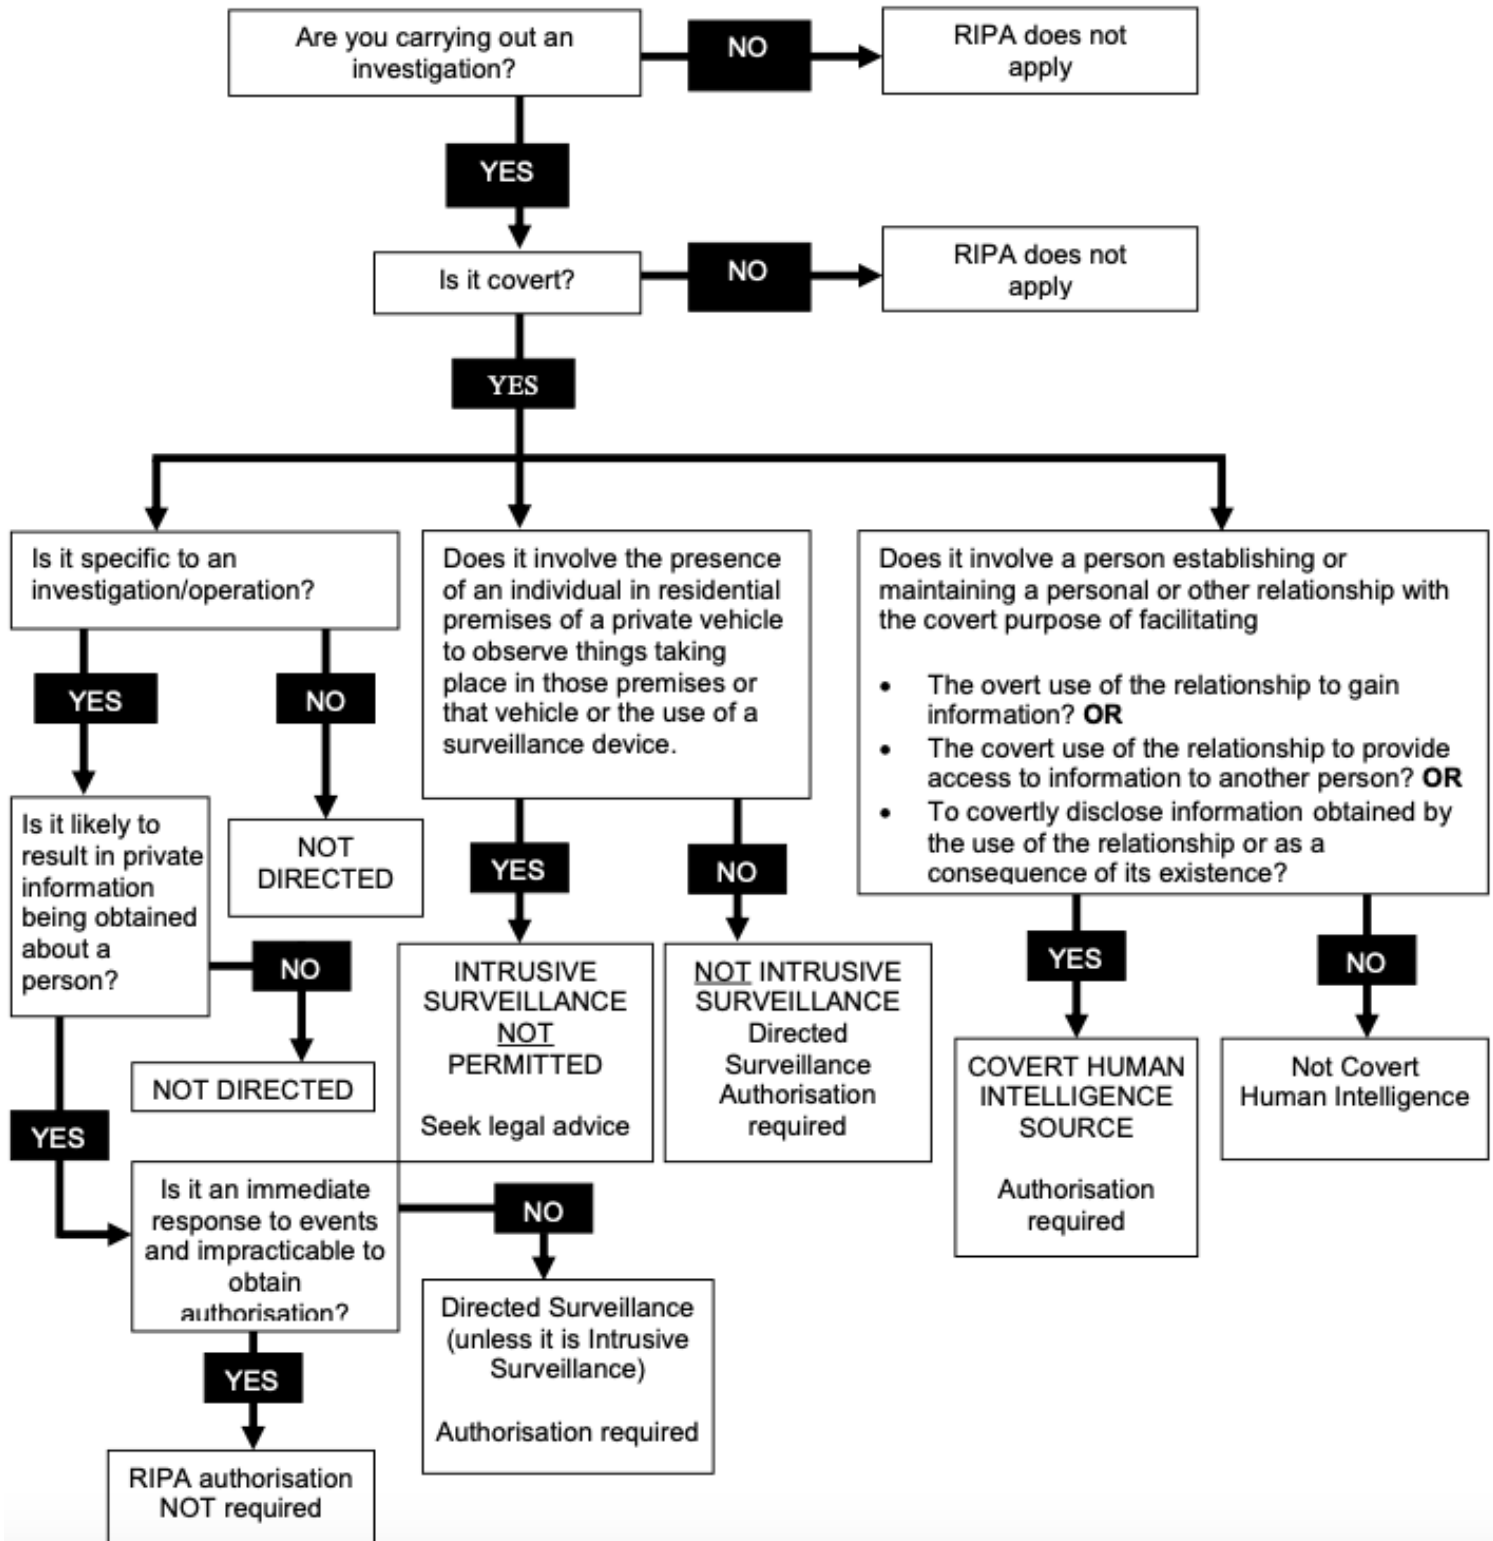 Are you carrying out an
investigation?
NO
RIPA does not
apply
YES
Is it covert?
NO
RIPA does not
apply
YES
Is it specific to an
investigation/operation?
YES
NO
NOT
DIRECTED
Is it likely to
result in private
information
being obtained
about a
person?
NO
NOT DIRECTED
YES
Is it an immediate
response to events
and impracticable to
obtain
authorisation?
NO
Directed Surveillance
(unless it is Intrusive
Surveillance)
Authorisation required
YES
RIPA authorisation
NOT required
Does it involve the presence
of an individual in residential
premises of a private vehicle
to observe things taking
place in those premises or
that vehicle or the use of a
surveillance device.
YES
INTRUSIVE
SURVEILLANCE
NOT
PERMITTED
Seek legal advice
NO
NOT INTRUSIVE
SURVEILLANCE
Directed
Surveillance
Authorisation
required
Does it involve a person establishing or
maintaining a personal or other relationship with
the covert purpose of facilitating
• The overt use of the relationship to gain
information? OR
• The covert use of the relationship to provide
access to information to another person? OR
• To covertly disclose information obtained by
the use of the relationship or as a
consequence of its existence?
YES
COVERT HUMAN
INTELLIGENCE
SOURCE
Authorisation
required
NO
Not Covert
Human Intelligence